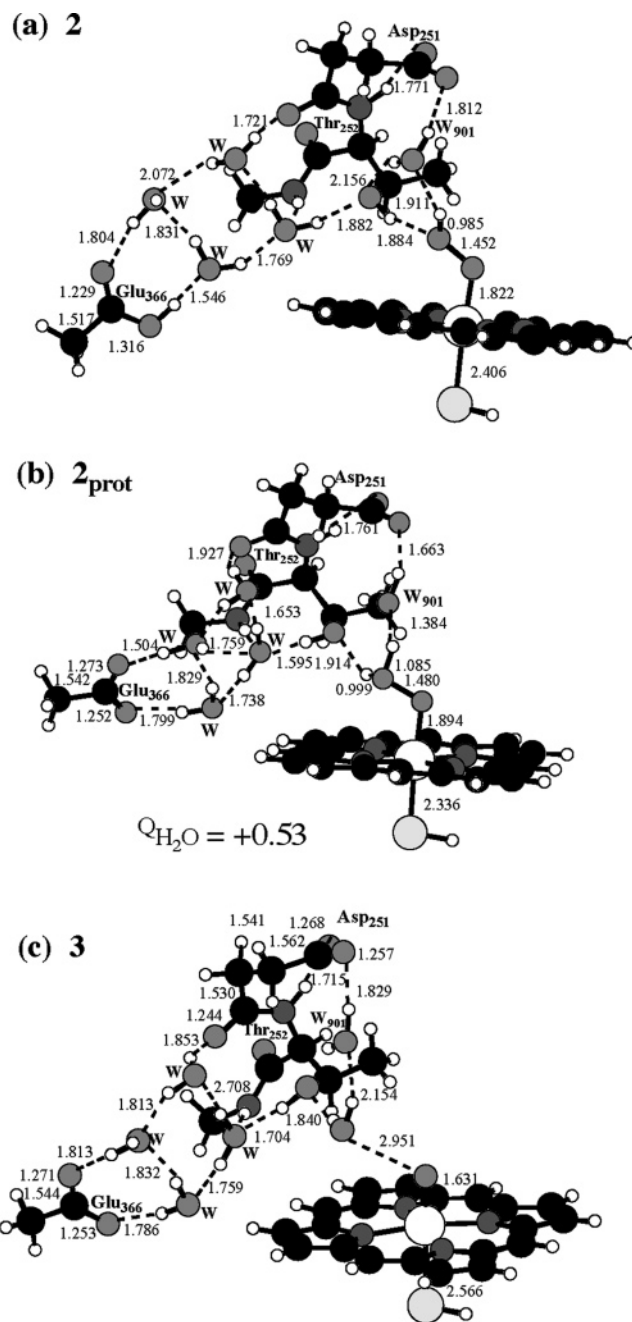 (a) 2
Asp251
1.771
1.812
1.721
Thr252
W901
W
2.072
2.156
1.911
W
0.985
1.831
1.882
W
1.884
1.452
1.804
W
1.769
1.822
1.229
Glu366
1.546
1.517
1.316
2.406
(b) 2prot
Asp251
1.761
1.927
Thr252
1.663
W
W901
1.653
1.384
W
1.504
1.759
W
1.273
1.595
1.914
1.085
1.542
1.829
0.999
1.480
Glu366
1.738
1.252
1.799
1.894
W
2.336
QH2O = +0.53
(c) 3
Asp251
1.541
1.268
1.562
1.257
1.715
1.530
1.829
1.244
W901
Thr252
1.853
W
2.708
2.154
1.813
1.840
W
1.704
2.951
1.813
W
1.271
1.832
1.631
1.544
1.759
Glu366
W
1.253
1.786
2.566